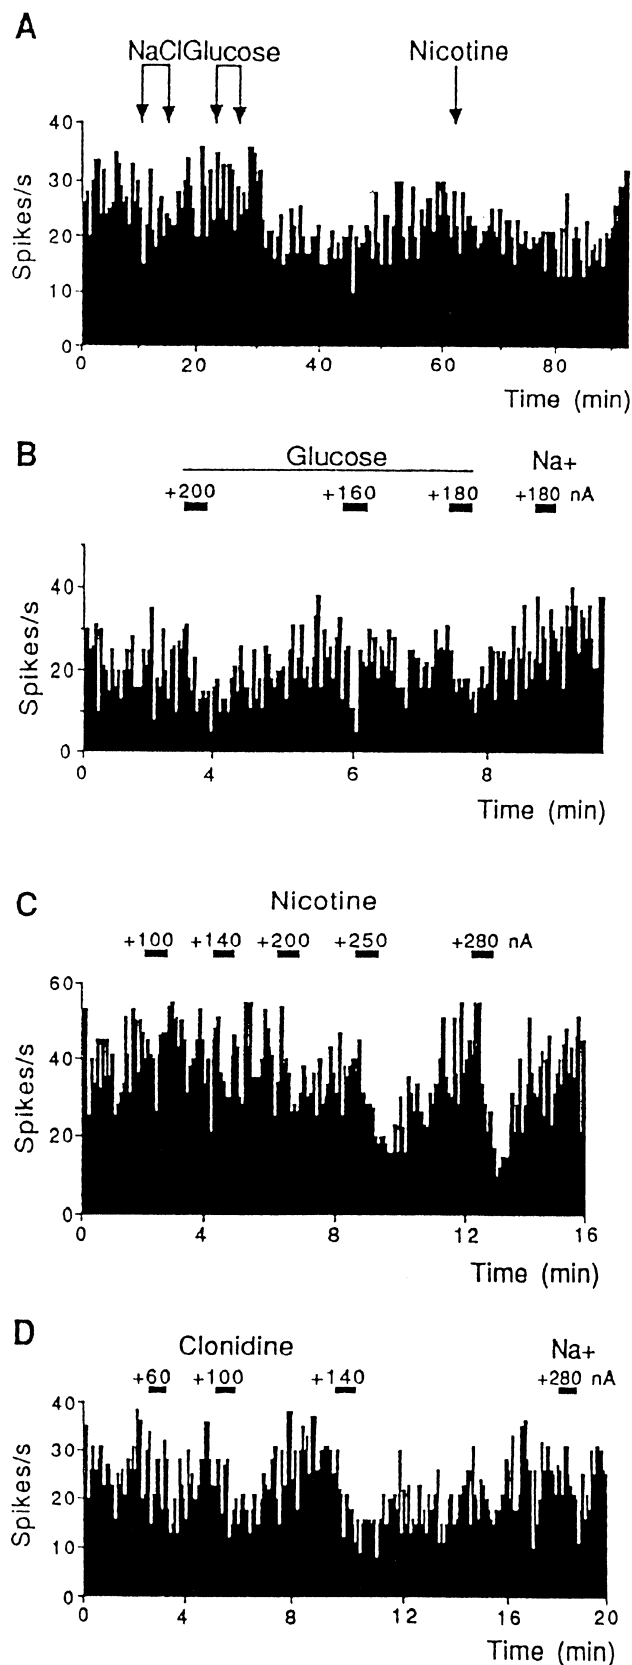 A
NaClGlucose Nicotine
40
30
20
10
0
Spikes/s
0 20 40 60 80
Time (min)
B
Glucose Na+
+200 +160 +180 +180 nA
40
20
0
Spikes/s
0 4 6 8
Time (min)
C
Nicotine
+100 +140 +200 +250 +280 nA
60
40
20
0
Spikes/s
0 4 8 12 16
Time (min)
D
Clonidine Na+
+60 +100 +140 +280 nA
40
30
20
10
0
Spikes/s
0 4 8 12 16 20
Time (min)